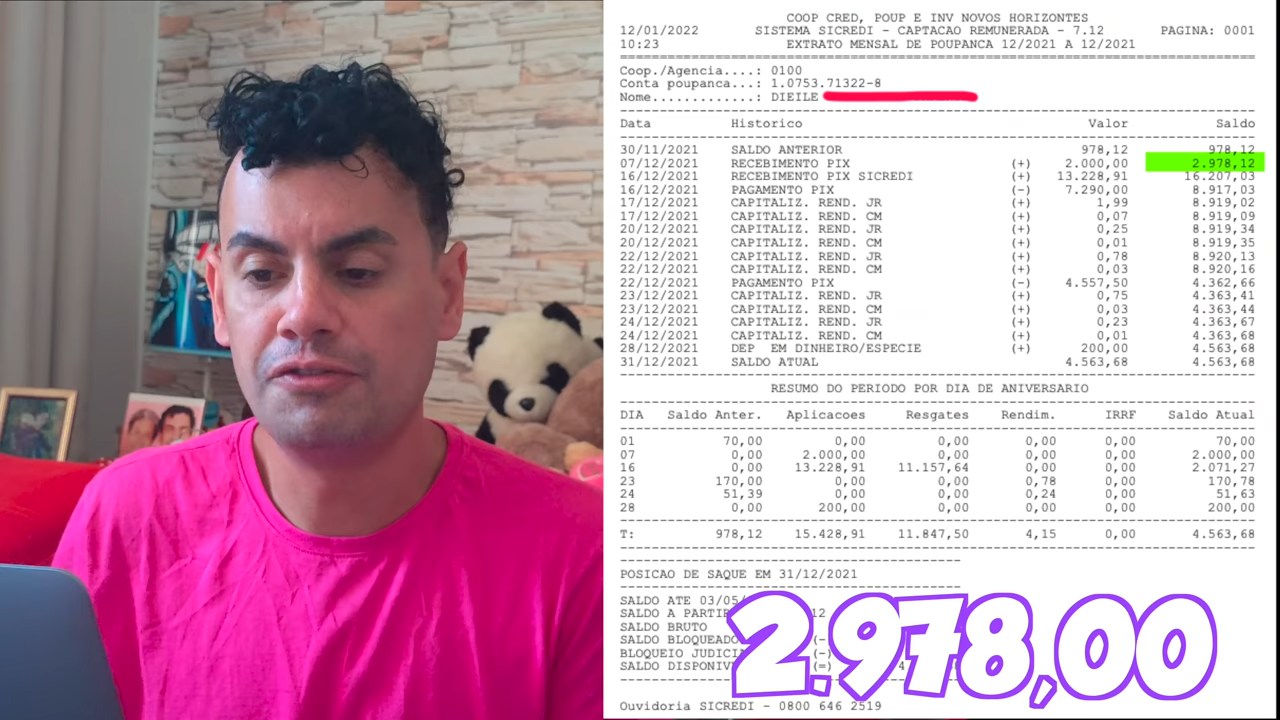 COOP CRED, POUP E INV NOVOS HORIZONTES
12/01/2022 SISTEMA SICREDI - CAPTACAO REMUNERADA - 7.12 PAGINA: 0001
10:23 EXTRATO MENSAL DE POUPANCA 12/2021 A 12/2021
Coop./Agencia....: 0100
Conta poupanca...: 1.0753.71322-8
Nome.............: DIEILE
Data Historico Valor Saldo
30/11/2021 SALDO ANTERIOR 978,12 978,12
07/12/2021 RECEBIMENTO PIX (+) 2.000,00 2.978,12
16/12/2021 RECEBIMENTO PIX SICREDI (+) 13.228,91 16.207,03
16/12/2021 PAGAMENTO PIX (-) 7.290,00 8.917,03
17/12/2021 CAPITALIZ. REND. JR (+) 1,99 8.919,02
17/12/2021 CAPITALIZ. REND. CM (+) 0,07 8.919,09
20/12/2021 CAPITALIZ. REND. JR (+) 0,25 8.919,34
20/12/2021 CAPITALIZ. REND. CM (+) 0,01 8.919,35
22/12/2021 CAPITALIZ. REND. JR (+) 0,78 8.920,13
22/12/2021 CAPITALIZ. REND. CM (+) 0,03 8.920,16
22/12/2021 PAGAMENTO PIX (-) 4.557,50 4.362,66
23/12/2021 CAPITALIZ. REND. JR (+) 0,75 4.363,41
23/12/2021 CAPITALIZ. REND. CM (+) 0,03 4.363,44
24/12/2021 CAPITALIZ. REND. JR (+) 0,23 4.363,67
24/12/2021 CAPITALIZ. REND. CM (+) 0,01 4.363,68
28/12/2021 DEP EM DINHEIRO/ESPECIE (+) 200,00 4.563,68
31/12/2021 SALDO ATUAL 4.563,68 4.563,68
RESUMO DO PERIODO POR DIA DE ANIVERSARIO
DIA Saldo Anter. Aplicacoes Resgates Rendim. IRRF Saldo Atual
01 70,00 0,00 0,00 0,00 0,00 70,00
07 0,00 2.000,00 0,00 0,00 0,00 2.000,00
16 0,00 13.228,91 11.157,64 0,00 0,00 2.071,27
23 170,00 0,00 0,00 0,78 0,00 170,78
24 51,39 0,00 0,00 0,24 0,00 51,63
28 0,00 200,00 0,00 0,00 0,00 200,00
T: 978,12 15.428,91 11.847,50 4,15 0,00 4.563,68
POSICAO DE SAQUE EM 31/12/2021
SALDO ATE 03/05/
SALDO A PARTI 12
SALDO BRUTO
SALDO BLOQUEADO (-)
BLOQUEIO JUDICI (-)
SALDO DISPONIV (=) 4
2.978,00
Ouvidoria SICREDI - 0800 646 2519